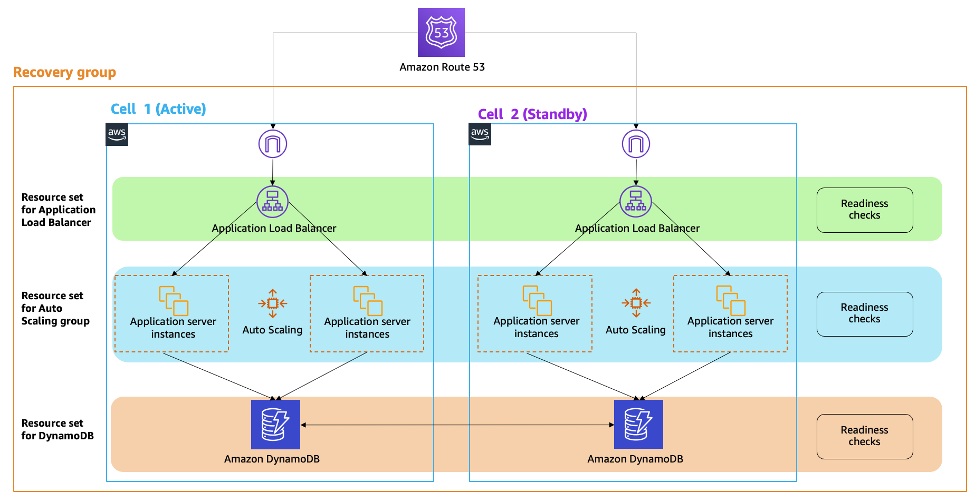 53
Amazon Route 53
Recovery group
Cell 1 (Active)
Cell 2 (Standby)
aws
aws
Resource set
for Application
Load Balancer
Application Load Balancer
Application Load Balancer
Readiness
checks
Resource set
for Auto
Scaling group
Application server
instances
Auto Scaling
Application server
instances
Application server
instances
Auto Scaling
Application server
instances
Readiness
checks
Resource set
for DynamoDB
Amazon DynamoDB
Amazon DynamoDB
Readiness
checks